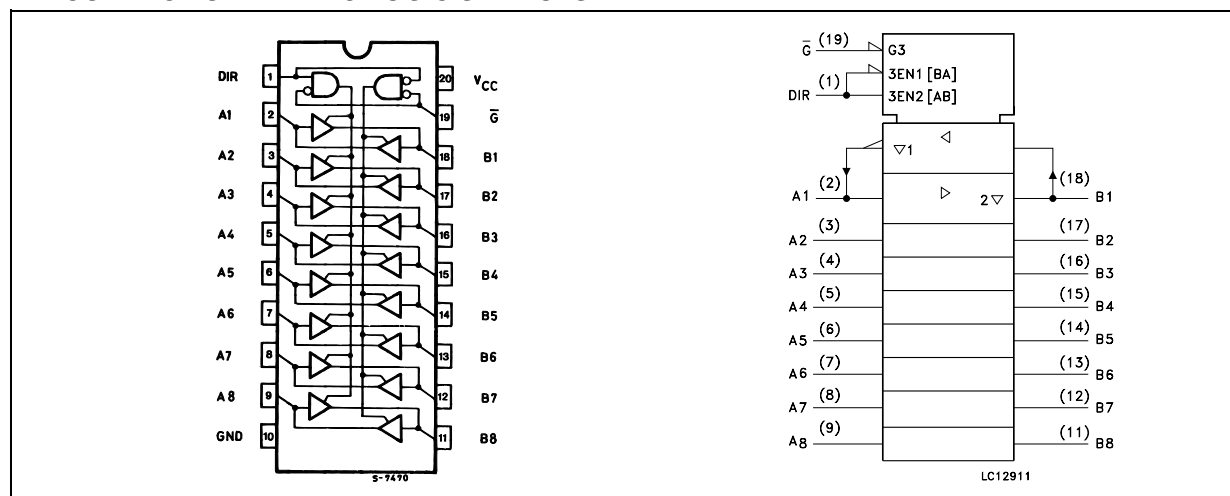 DIR 1 20 VCC
A1 2 19 G̅
A2 3 18 B1
A3 4 17 B2
A4 5 16 B3
A5 6 15 B4
A6 7 14 B5
A7 8 13 B6
A8 9 12 B7
GND 10 11 B8
S-7470
G̅ (19) G3
3EN1 [BA]
DIR (1) 3EN2 [AB]
▽1 ◁
A1 (2) ▷ 2▽ (18) B1
A2 (3) (17) B2
A3 (4) (16) B3
A4 (5) (15) B4
A5 (6) (14) B5
A6 (7) (13) B6
A7 (8) (12) B7
A8 (9) (11) B8
LC12911